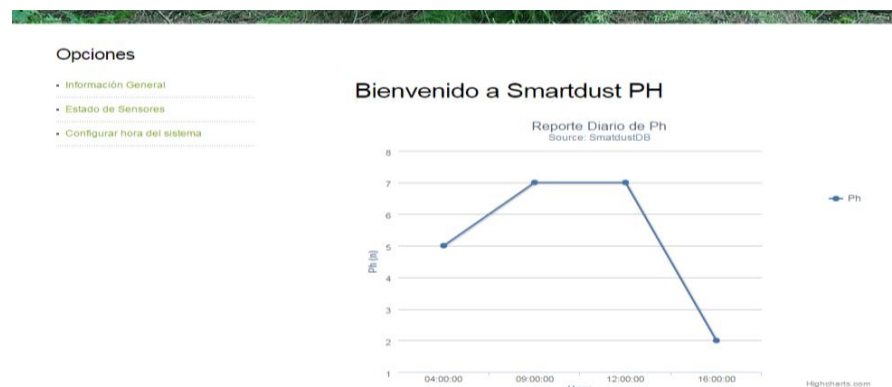 Opciones
Información General
Estado de Sensores
Configurar hora del sistema
Bienvenido a Smartdust PH
Reporte Diario de Ph
Source: SmatdustDB
8
7
6
5
4
3
2
1
Ph (n)
04:00:00 09:00:00 12:00:00 16:00:00
Ph
Highcharts.com